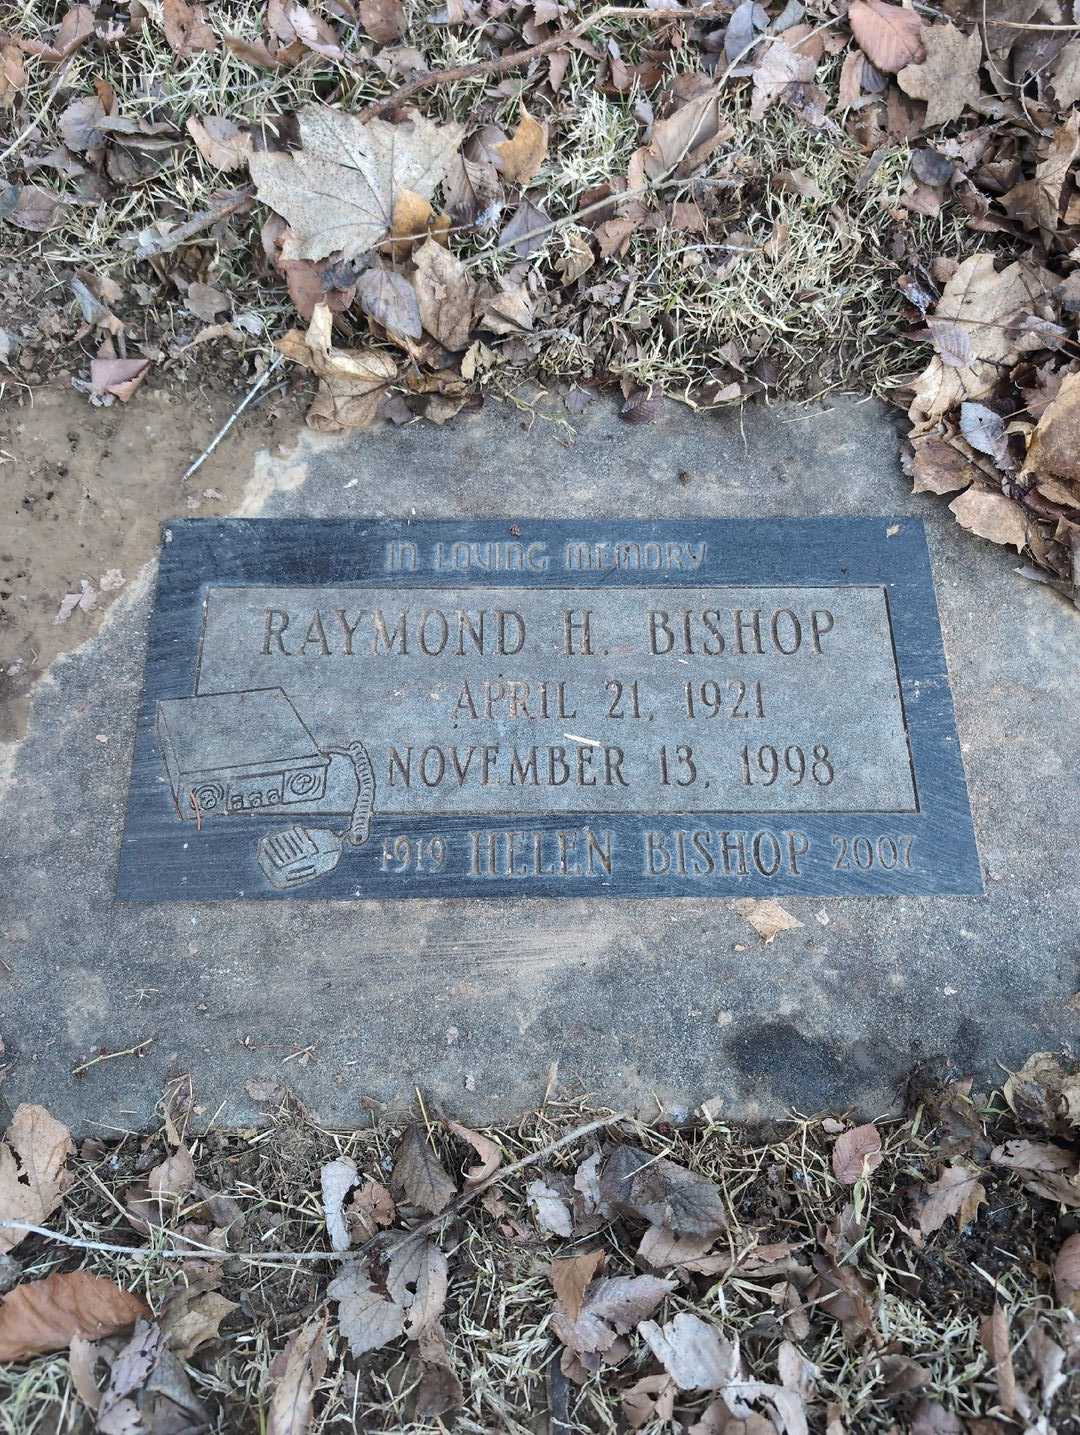 IN LOVING MEMORY
RAYMOND H. BISHOP
APRIL 21, 1921
NOVEMBER 13, 1998
1919 HELEN BISHOP 2007